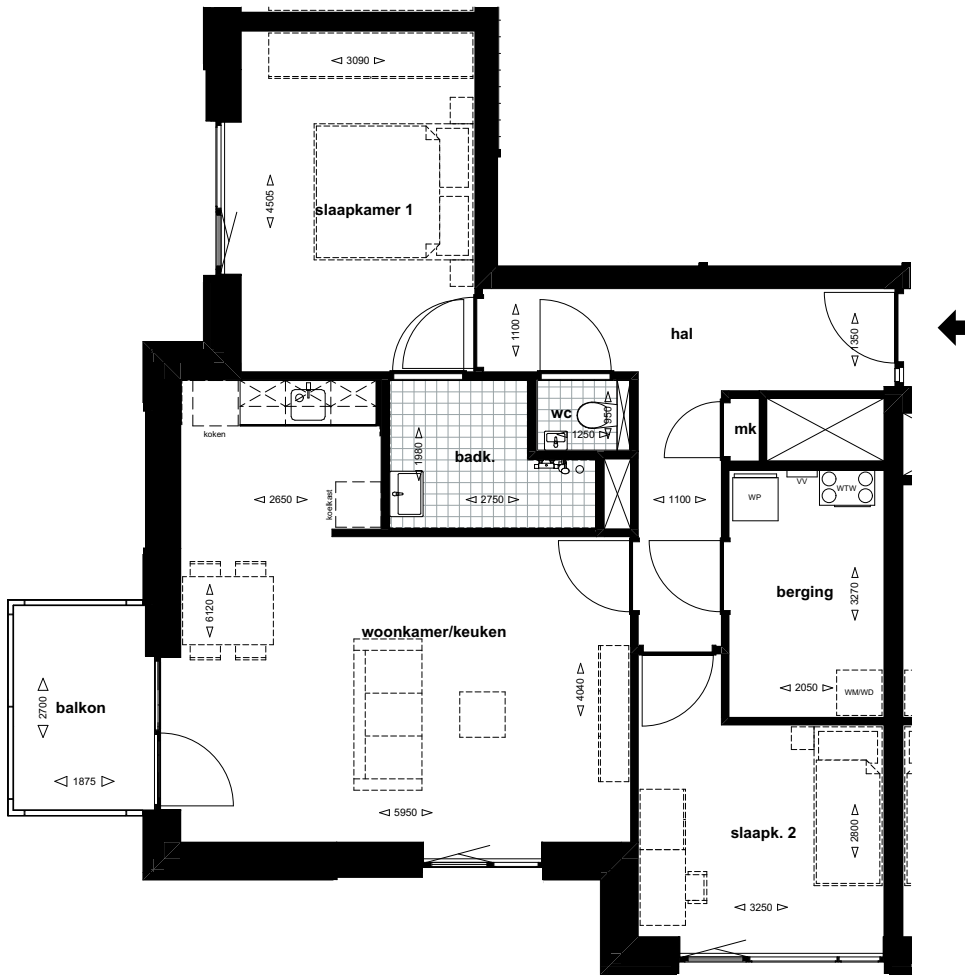 3090
4505
slaapkamer 1
1100
hal
1350
koken
wc
950
1250
mk
badk.
1980
2750
2650
koelkast
1100
WP
VV
WTW
berging
3270
6120
woonkamer/keuken
4040
2050
WM/WD
2700
balkon
1875
5950
slaapk. 2
2800
3250